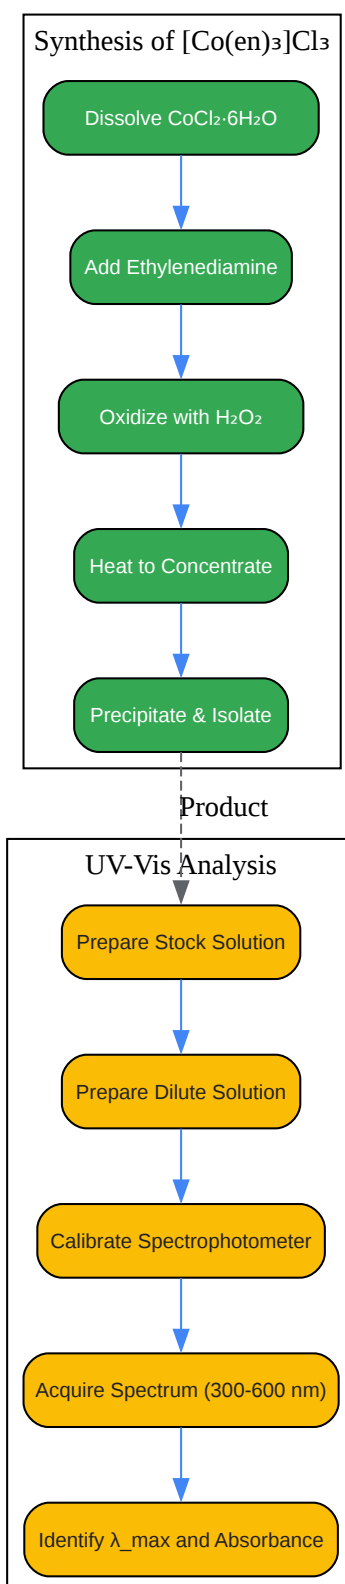 Synthesis of [Co(en)₃]Cl₃
Dissolve CoCl₂·6H₂O
Add Ethylenediamine
Oxidize with H₂O₂
Heat to Concentrate
Precipitate & Isolate
Product
UV-Vis Analysis
Prepare Stock Solution
Prepare Dilute Solution
Calibrate Spectrophotometer
Acquire Spectrum (300-600 nm)
Identify λ_max and Absorbance